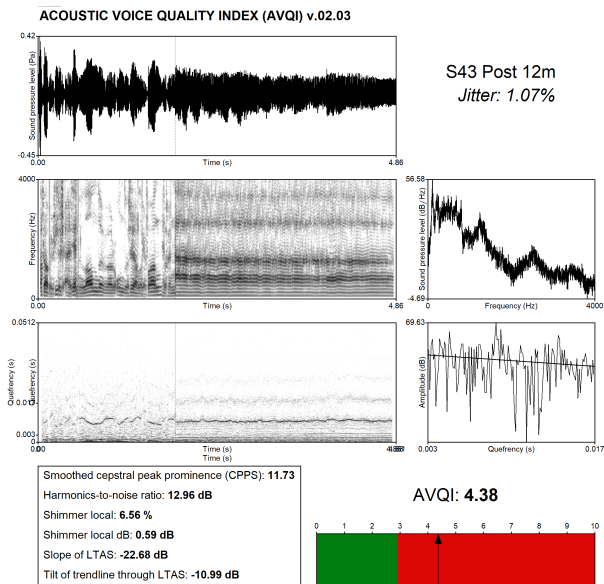 ACOUSTIC VOICE QUALITY INDEX (AVQI) v.02.03
0.42
Sound pressure level (Pa)
-0.45
0.00
Time (s)
4.86
S43 Post 12m
Jitter: 1.07%
4000
Frequency (Hz)
0
0.00
Time (s)
4.86
56.58
Sound pressure level (dB/Hz)
-4.69
0
Frequency (Hz)
4000
0.0512
Quefrency (s)
Quefrency (s)
0.003
0
Time (s)
Time (s)
69.63
Amplitude (dB)
0.003
Quefrency (s)
0.017
Smoothed cepstral peak prominence (CPPS): 11.73
Harmonics-to-noise ratio: 12.96 dB
Shimmer local: 6.56 %
Shimmer local dB: 0.59 dB
Slope of LTAS: -22.68 dB
Tilt of trendline through LTAS: -10.99 dB
AVQI: 4.38
0 1 2 3 4 5 6 7 8 9 10